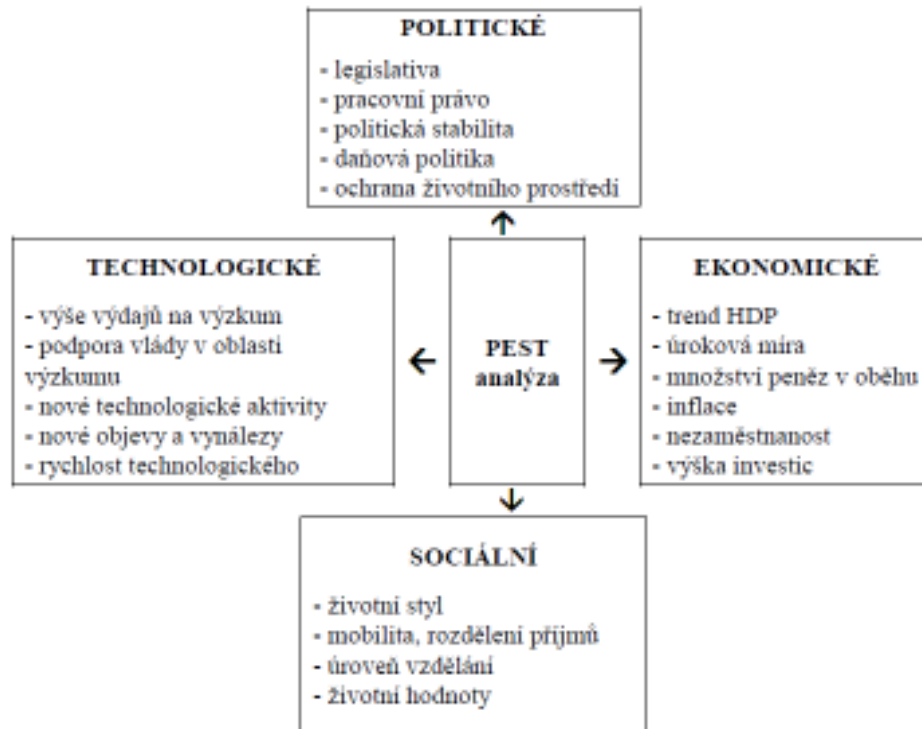 POLITICKÉ
- legislativa
- pracovní právo
- politická stabilita
- daňová politika
- ochrana životního prostředí
TECHNOLOGICKÉ
- výše výdajů na výzkum
- podpora vlády v oblasti
výzkumu
- nové technologické aktivity
- nové objevy a vynálezy
- rychlost technologického
PEST
analýza
EKONOMICKÉ
- trend HDP
- úroková míra
- množství peněz v oběhu
- inflace
- nezaměstnanost
- výška investic
SOCIÁLNÍ
- životní styl
- mobilita, rozdělení příjmů
- úroveň vzdělání
- životní hodnoty